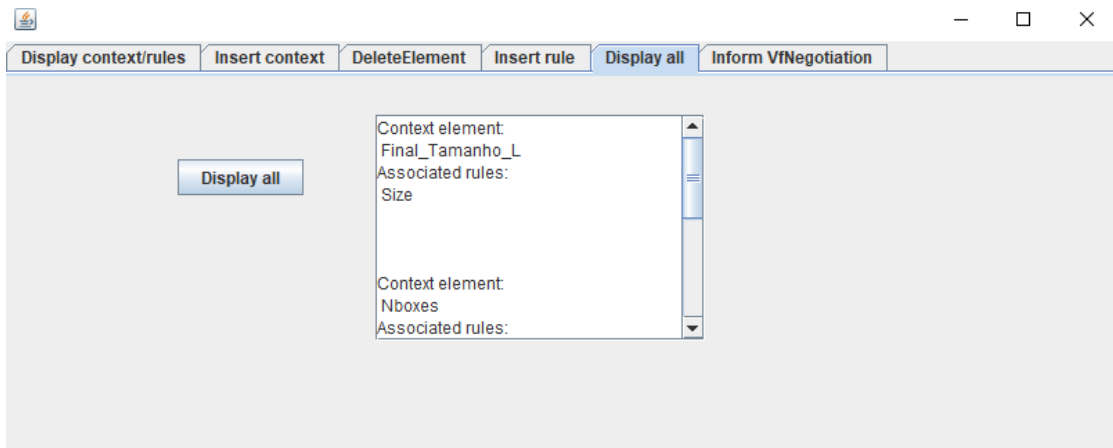 Display context/rules Insert context DeleteElement Insert rule Display all Inform VfNegotiation
Display all
Context element:
Final_Tamanho_L
Associated rules:
Size
Context element:
Nboxes
Associated rules: